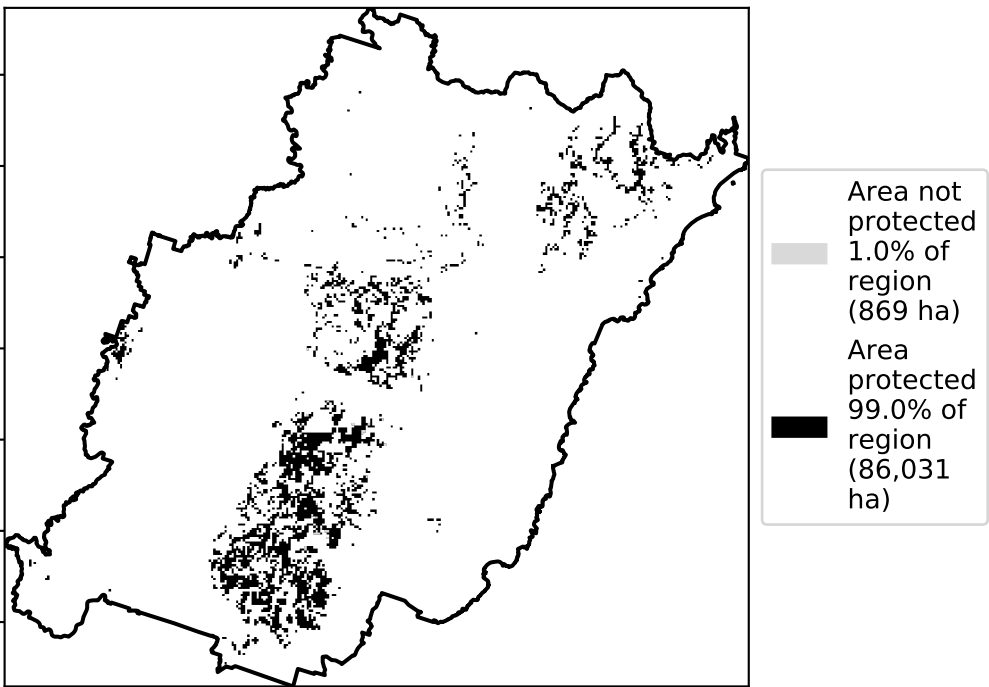 Area not
protected
1.0% of
region
(869 ha)
Area
protected
99.0% of
region
(86,031
ha)